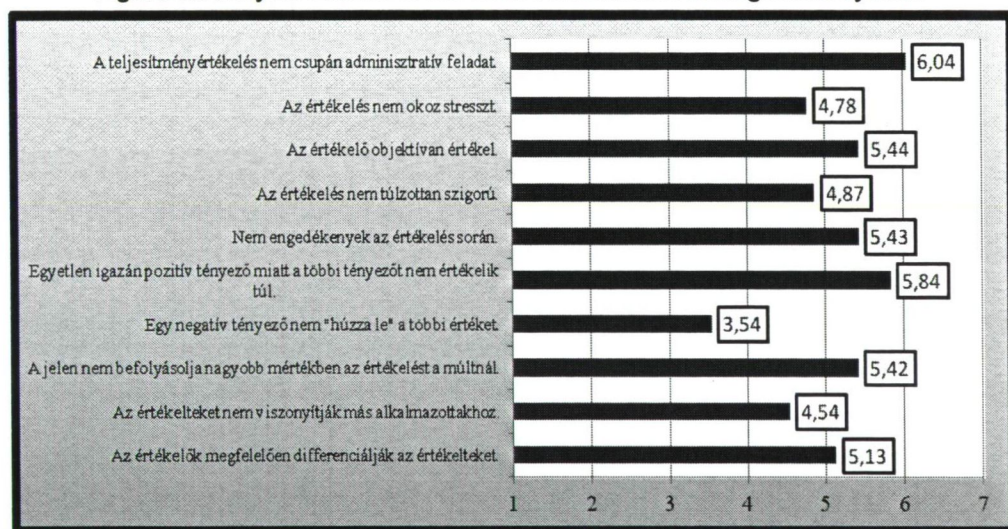 A teljesítményértékelés nem csupán adminisztratív feladat.
6,04
Az értékelés nem okoz stresszt.
4,78
Az értékelő objektívan értékel.
5,44
Az értékelés nem túlzottan szigorú.
4,87
Nem engedékenyek az értékelés során.
5,43
Egyetlen igazán pozitív tényező miatt a többi tényezőt nem értékelik
túl.
5,84
Egy negatív tényező nem "húzza le" a többi értéket.
3,54
A jelen nem befolyásolja nagyobb mértékben az értékelést a múltnál.
5,42
Az értékelteket nem viszonyítják más alkalmazottakhoz.
4,54
Az értékelők megfelelően differenciálják az értékelteket.
5,13
1 2 3 4 5 6 7